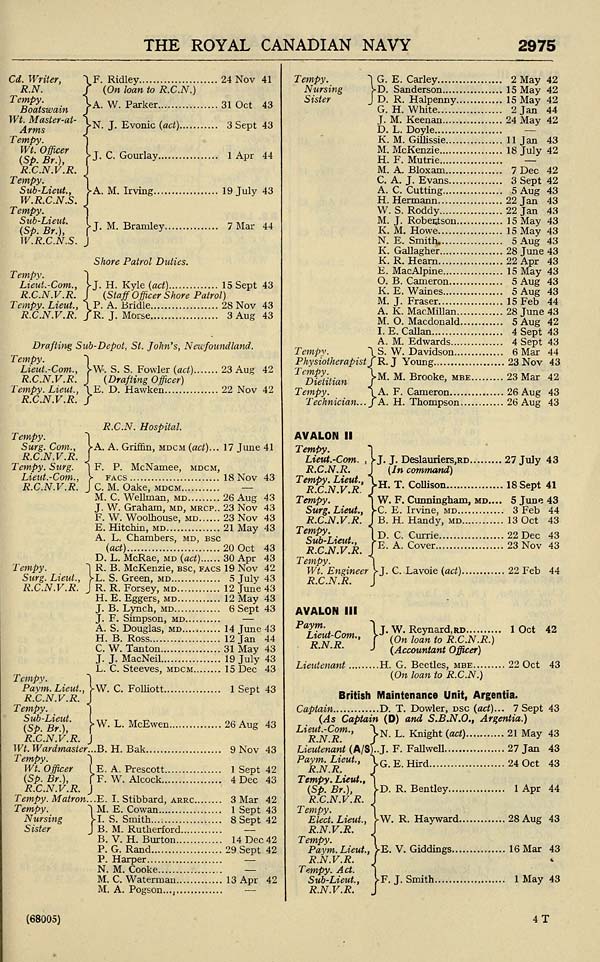 THE ROYAL CANADIAN NAVY 2975
Cd. Writer, R.N. } F. Ridley..................... 24 Nov 41
(On loan to R.C.N.)
Tempy. Boatswain } A. W. Parker................. 31 Oct 43
Wt. Master-at-Arms } N. J. Evonic (act)........... 3 Sept 43
Tempy. Wt. Officer (Sp. Br.), R.C.N.V.R. } J. C. Gourlay................. 1 Apr 44
Tempy. Sub-Lieut., W.R.C.N.S. } A. M. Irving.................. 19 July 43
Tempy. Sub-Lieut. (Sp. Br.), W.R.C.N.S. } J. M. Bramley................ 7 Mar 44
Shore Patrol Duties.
Tempy. Lieut.-Com., R.C.N.V.R. } J. H. Kyle (act).............. 15 Sept 43
(Staff Officer Shore Patrol)
Tempy. Lieut., R.C.N.V.R. } P. A. Bridle................... 28 Nov 43
R. J. Morse................... 3 Aug 43
Drafting Sub-Depot, St. John's, Newfoundland.
Tempy. Lieut.-Com., R.C.N.V.R. } W. S. S. Fowler (act)....... 23 Aug 42
(Drafting Officer)
Tempy. Lieut., R.C.N.V.R. } E. D. Hawken............... 22 Nov 42
R.C.N. Hospital.
Tempy. Surg. Com., R.C.N.V.R. } A. A. Griffin, MDCM (act)... 17 June 41
Tempy. Surg. Lieut.-Com., R.C.N.V.R. } F. P. McNamee, MDCM,
FACS ........................ 18 Nov 43
C. M. Oake, MDCM.......... —
Tempy. Surg. Lieut., R.C.N.V.R. } M. C. Wellman, MD......... 26 Aug 43
J. W. Graham, MD, MRCP.. 23 Nov 43
F. W. Woolhouse, MD...... 23 Nov 43
E. Hitchin, MD............... 21 May 43
A. L. Chambers, MD, BSC
(act)......................... 20 Oct 43
D. L. McRae, MD (act)...... 30 Apr 43
R. B. McKenzie, BSC, FACS 19 Nov 42
L. S. Green, MD.............. 5 July 43
R. R. Forsey, MD............ 12 June 43
H. E. Eggers, MD............ 12 May 43
J. B. Lynch, MD.............. 6 Sept 43
J. F. Simpson, MD.......... —
A. S. Douglas, MD........... 14 June 43
H. B. Ross.................... 12 Jan 44
C. W. Tanton................ 31 May 43
J. J. MacNeil................ 19 July 43
L. C. Steeves, MDCM........ 15 Dec 43
Tempy. Paym. Lieut., R.C.N.V.R. } W. C. Folliott................ 1 Sept 43
Tempy. Sub-Lieut. (Sp. Br.), R.C.N.V.R. } W. L. McEwen............... 26 Aug 43
Wt. Wardmaster...B. H. Bak..................... 9 Nov 43
Tempy. Wt. Officer (Sp. Br.), R.C.N.V.R. } E. A. Prescott................ 1 Sept 42
F. W. Alcock.................. 4 Dec 43
Tempy. Matron...E. I. Stibbard, ARRC........ 3 Mar 42
Tempy. Nursing Sister } M. E. Cowan................. 1 Sept 43
I. S. Smith.................... 8 Sept 42
B. M. Rutherford........... —
B. V. H. Burton.............. 14 Dec 42
P. G. Rand................... 29 Sept 42
P. Harper..................... —
N. M. Cooke................. —
M. C. Waterman............. 13 Apr 42
M. A. Pogson................ —
Tempy. Nursing Sister } G. E. Carley.................. 2 May 42
D. Sanderson................. 15 May 42
D. R. Halpenny.............. 15 May 42
G. H. White.................. 2 Jan 44
J. M. Keenan................. 24 May 42
D. L. Doyle................... —
K. M. Gillissie................ 11 Jan 43
M. McKenzie................. 18 July 42
H. F. Mutrie.................. —
M. A. Bloxam................ 7 Dec 42
C. A. J. Evans............... 3 Sept 42
A. C. Cutting................. 5 Aug 43
H. Hermann.................. 22 Jan 43
W. S. Roddy.................. 22 Jan 43
M. J. Robertson............. 15 May 43
K. M. Howe.................. 15 May 43
N. E. Smith.................. 5 Aug 43
K. Gallagher.................. 28 June 43
K. R. Hearn.................. 22 Apr 43
E. MacAlpine................. 15 May 43
O. B. Cameron............... 5 Aug 43
K. E. Waines................. 5 Aug 43
M. J. Fraser.................. 15 Feb 44
A. K. MacMillan............. 28 June 43
M. O. Macdonald............ 5 Aug 42
I. E. Callan................... 4 Sept 43
A. M. Edwards............... 4 Sept 43
Tempy. Physiotherapist } S. W. Davidson.............. 6 Mar 44
R. J Young................... 23 Nov 43
Tempy. Dietitian } M. M. Brooke, MBE......... 23 Mar 42
Tempy. Technician... } A. F. Cameron............... 26 Aug 43
A. H. Thompson............ 26 Aug 43
AVALON II
Tempy. Lieut.-Com. , R.C.N.R. } J. J. Deslauriers,RD......... 27 July 43
(In command)
Tempy. Lieut., R.C.N.V.R. } H. T. Collison................ 18 Sept 41
Tempy. Surg. Lieut., R.C.N.V.R. } W. F. Cunningham, MD.... 5 June 43
C. E. Irvine, MD............. 3 Feb 44
B. H. Handy, MD............ 13 Oct 43
Tempy. Sub-Lieut., R.C.N.V.R. } D. C. Currie.................. 22 Dec 43
E. A. Cover................... 23 Nov 43
Tempy. Wt. Engineer R.C.N.R. } J. C. Lavoie (act)............ 22 Feb 44
AVALON III
Paym. Lieut-Com., R.N.R. } J. W. Reynard,RD.......... 1 Oct 42
(On loan to R.C.N.R.)
(Accountant Officer)
Lieutenant .........H. G. Beetles, MBE......... 22 Oct 43
(On loan to R.C.N.)
British Maintenance Unit, Argentia.
Captain.............D. T. Dowler, DSC (act)... 7 Sept 43
(As Captain (D) and S.B.N.O., Argentia.)
Lieut.-Com., R.N.R. } N. L. Knight (act)........... 21 May 43
Lieutenant (A/S)..J. F. Fallwell................. 27 Jan 43
Paym. Lieut., R.N.R. } G. E. Hird.................... 24 Oct 43
Tempy. Lieut., (Sp. Br.), R.C.N.V.R. } D. R. Bentley................ 1 Apr 44
Tempy. Elect. Lieut., R.N.V.R. } W. R. Hayward............. 28 Aug 43
Tempy. Paym. Lieut., R.N.V.R. } E. V. Giddings............... 16 Mar 43
Tempy. Act. Sub-Lieut., R.N.V.R. } F. J. Smith................... 1 May 43
(68005) 4 T